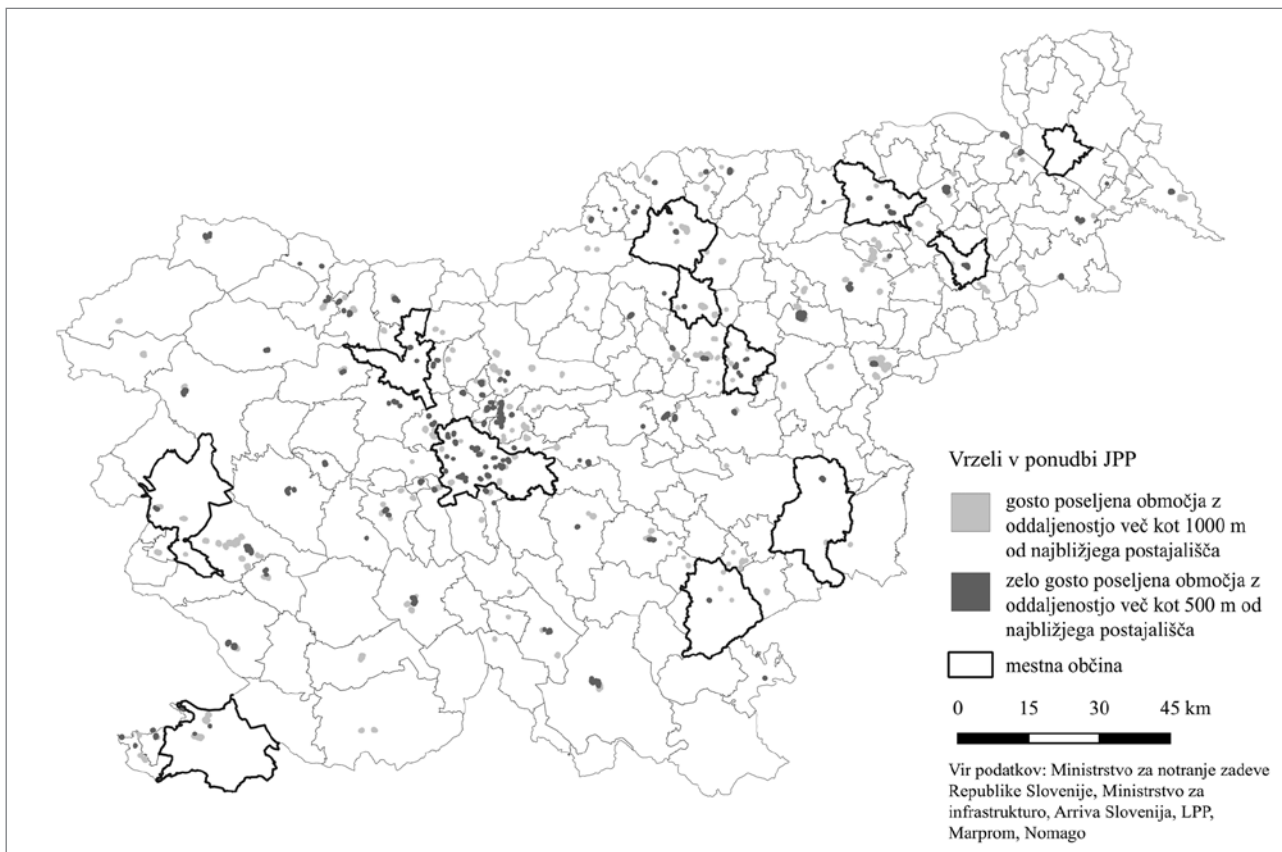 Vrzeli v ponudbi JPP
gosto poseljena območja z
oddaljenostjo več kot 1000 m
od najbližjega postajališča
zelo gosto poseljena območja z
oddaljenostjo več kot 500 m od
najbližjega postajališča
mestna občina
0 15 30 45 km
Vir podatkov: Ministrstvo za notranje zadeve
Republike Slovenije, Ministrstvo za
infrastrukturo, Arriva Slovenija, LPP,
Marprom, Nomago